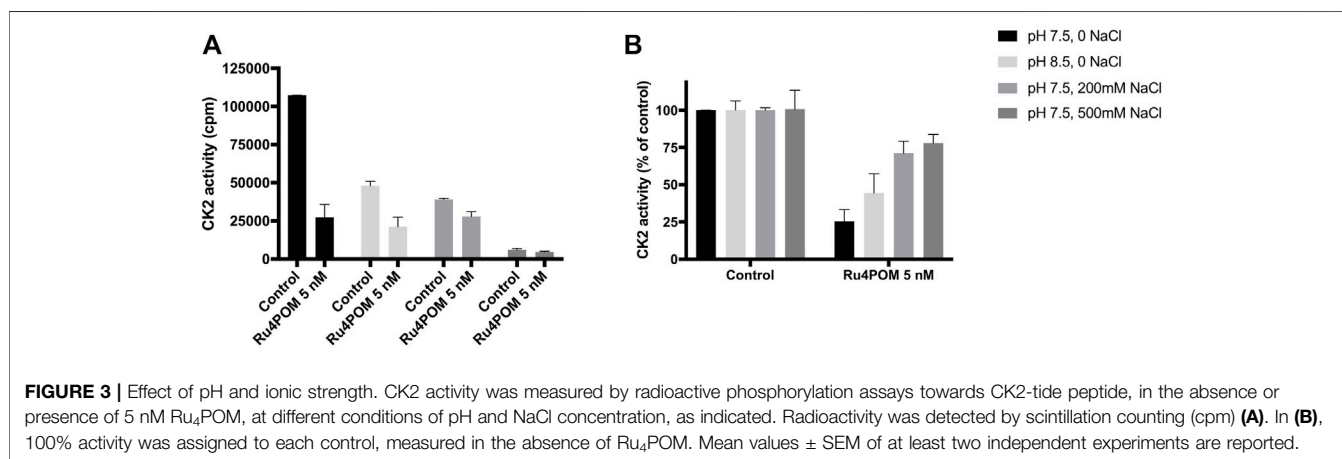 A
CK2 activity (cpm)
125000
100000
75000
50000
25000
0
Control
Ru4POM 5 nM
Control
Ru4POM 5 nM
Control
Ru4POM 5 nM
Control
Ru4POM 5 nM
B
CK2 activity (% of control)
100
75
50
25
0
Control
Ru4POM 5 nM
pH 7.5, 0 NaCl
pH 8.5, 0 NaCl
pH 7.5, 200mM NaCl
pH 7.5, 500mM NaCl
FIGURE 3 | Effect of pH and ionic strength. CK2 activity was measured by radioactive phosphorylation assays towards CK2-tide peptide, in the absence or
presence of 5 nM Ru₄POM, at different conditions of pH and NaCl concentration, as indicated. Radioactivity was detected by scintillation counting (cpm) (A). In (B),
100% activity was assigned to each control, measured in the absence of Ru₄POM. Mean values ± SEM of at least two independent experiments are reported.